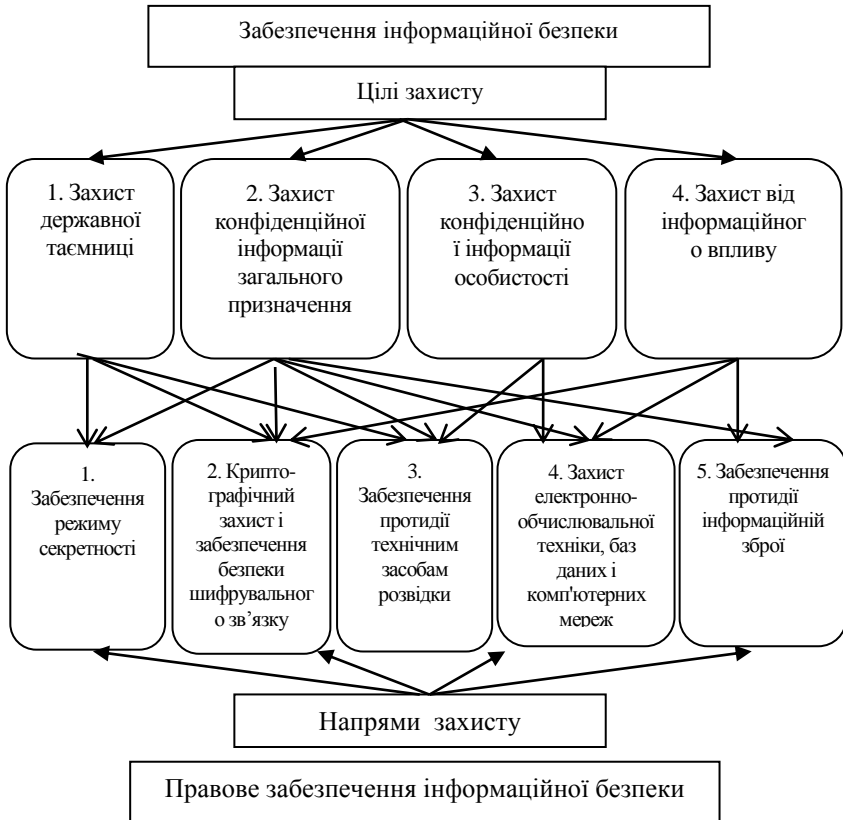 Забезпечення інформаційної безпеки
Цілі захисту
1. Захист
державної
таємниці
2. Захист
конфіденційної
інформації
загального
призначення
3. Захист
конфіденційно
ї інформації
особистості
4. Захист від
інформаційног
о впливу
1.
Забезпечення
режиму
секретності
2. Крипто-
графічний
захист і
забезпечення
безпеки
шифрувальног
о зв’язку
3.
Забезпечення
протидії
технічним
засобам
розвідки
4. Захист
електронно-
обчислювальної
техніки, баз
даних і
комп'ютерних
мереж
5. Забезпечення
протидії
інформаційній
зброї
Напрями захисту
Правове забезпечення інформаційної безпеки